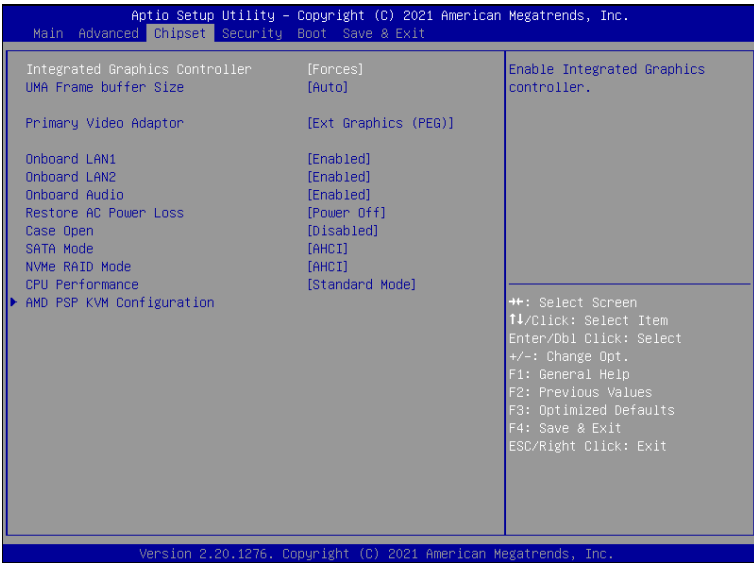 Aptio Setup Utility – Copyright (C) 2021 American Megatrends, Inc.
Main Advanced Chipset Security Boot Save & Exit
Integrated Graphics Controller [Forces]
UMA Frame buffer Size [Auto]
Primary Video Adaptor [Ext Graphics (PEG)]
Onboard LAN1 [Enabled]
Onboard LAN2 [Enabled]
Onboard Audio [Enabled]
Restore AC Power Loss [Power Off]
Case Open [Disabled]
SATA Mode [AHCI]
NVMe RAID Mode [AHCI]
CPU Performance [Standard Mode]
AMD PSP KVM Configuration
Enable Integrated Graphics
controller.
→←: Select Screen
↑↓/Click: Select Item
Enter/Dbl Click: Select
+/-: Change Opt.
F1: General Help
F2: Previous Values
F3: Optimized Defaults
F4: Save & Exit
ESC/Right Click: Exit
Version 2.20.1276. Copyright (C) 2021 American Megatrends, Inc.